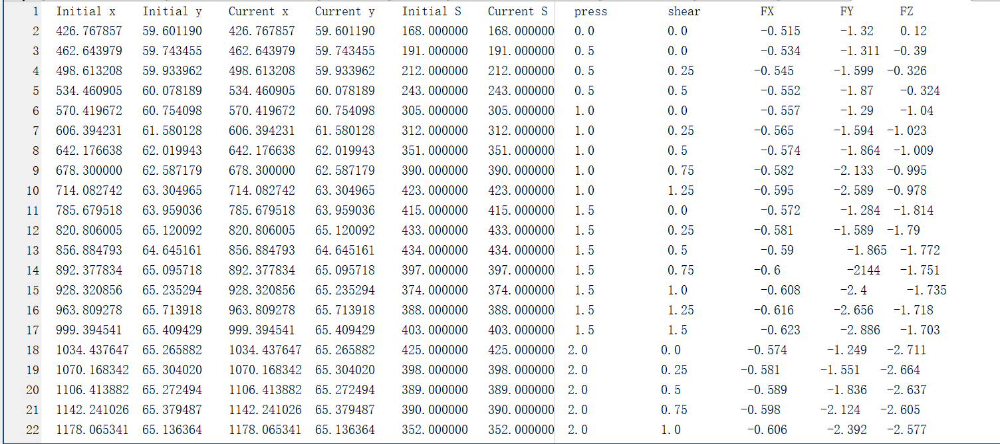 1 Initial x Initial y Current x Current y Initial S Current S press shear FX FY FZ
2 426.767857 59.601190 426.767857 59.601190 168.000000 168.000000 0.0 0.0 -0.515 -1.32 0.12
3 462.643979 59.743455 462.643979 59.743455 191.000000 191.000000 0.5 0.0 -0.534 -1.311 -0.39
4 498.613208 59.933962 498.613208 59.933962 212.000000 212.000000 0.5 0.25 -0.545 -1.599 -0.326
5 534.460905 60.078189 534.460905 60.078189 243.000000 243.000000 0.5 0.5 -0.552 -1.87 -0.324
6 570.419672 60.754098 570.419672 60.754098 305.000000 305.000000 1.0 0.0 -0.557 -1.29 -1.04
7 606.394231 61.580128 606.394231 61.580128 312.000000 312.000000 1.0 0.25 -0.565 -1.594 -1.023
8 642.176638 62.019943 642.176638 62.019943 351.000000 351.000000 1.0 0.5 -0.574 -1.864 -1.009
9 678.300000 62.587179 678.300000 62.587179 390.000000 390.000000 1.0 0.75 -0.582 -2.133 -0.995
10 714.082742 63.304965 714.082742 63.304965 423.000000 423.000000 1.0 1.25 -0.595 -2.589 -0.978
11 785.679518 63.959036 785.679518 63.959036 415.000000 415.000000 1.5 0.0 -0.572 -1.284 -1.814
12 820.806005 65.120092 820.806005 65.120092 433.000000 433.000000 1.5 0.25 -0.581 -1.589 -1.79
13 856.884793 64.645161 856.884793 64.645161 434.000000 434.000000 1.5 0.5 -0.59 -1.865 -1.772
14 892.377834 65.095718 892.377834 65.095718 397.000000 397.000000 1.5 0.75 -0.6 -2144 -1.751
15 928.320856 65.235294 928.320856 65.235294 374.000000 374.000000 1.5 1.0 -0.608 -2.4 -1.735
16 963.809278 65.713918 963.809278 65.713918 388.000000 388.000000 1.5 1.25 -0.616 -2.656 -1.718
17 999.394541 65.409429 999.394541 65.409429 403.000000 403.000000 1.5 1.5 -0.623 -2.886 -1.703
18 1034.437647 65.265882 1034.437647 65.265882 425.000000 425.000000 2.0 0.0 -0.574 -1.249 -2.711
19 1070.168342 65.304020 1070.168342 65.304020 398.000000 398.000000 2.0 0.25 -0.581 -1.551 -2.664
20 1106.413882 65.272494 1106.413882 65.272494 389.000000 389.000000 2.0 0.5 -0.589 -1.836 -2.637
21 1142.241026 65.379487 1142.241026 65.379487 390.000000 390.000000 2.0 0.75 -0.598 -2.124 -2.605
22 1178.065341 65.136364 1178.065341 65.136364 352.000000 352.000000 2.0 1.0 -0.606 -2.392 -2.577